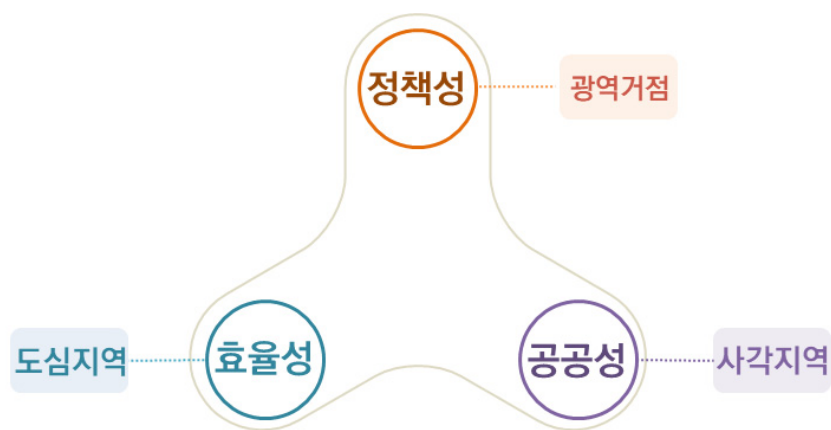 정책성
광역거점
도심지역
효율성
공공성
사각지역